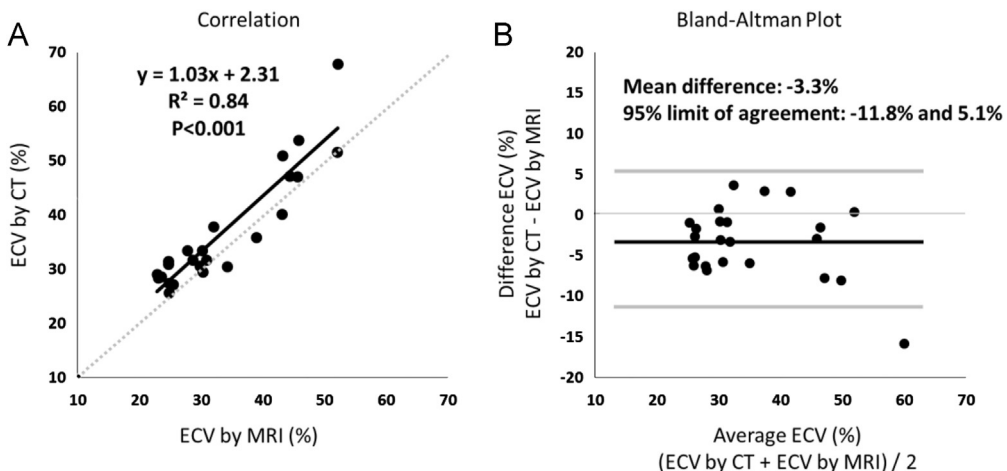 A
Correlation
y = 1.03x + 2.31
R² = 0.84
P<0.001
70
60
50
40
30
20
10
ECV by CT (%)
10 20 30 40 50 60 70
ECV by MRI (%)
B
Bland-Altman Plot
Mean difference: -3.3%
95% limit of agreement: -11.8% and 5.1%
20
15
10
5
0
-5
-10
-15
-20
Difference ECV (%)
ECV by CT - ECV by MRI
10 20 30 40 50 60 70
Average ECV (%)
(ECV by CT + ECV by MRI) / 2